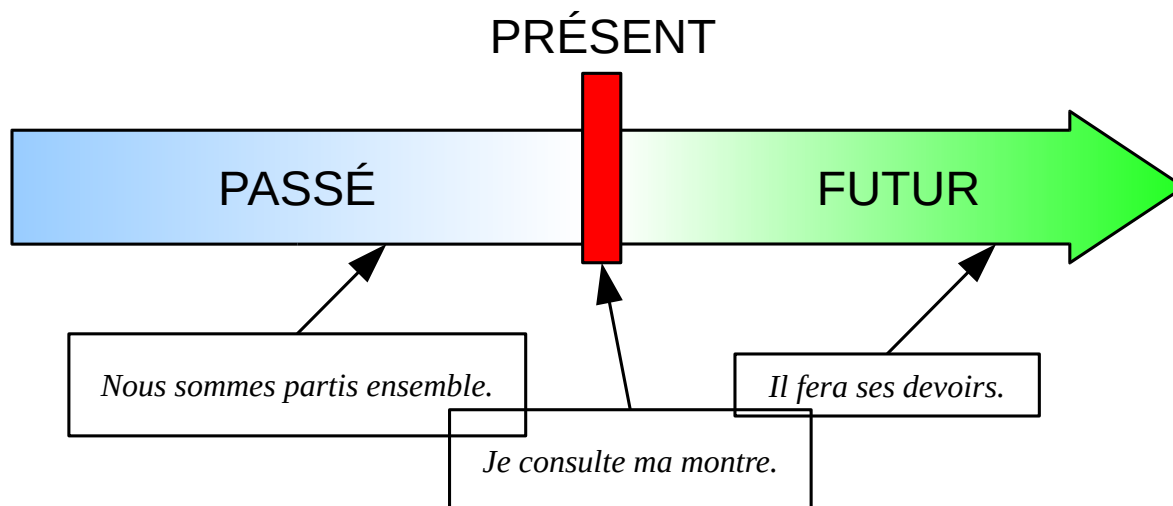 PRÉSENT
PASSÉ
FUTUR
Nous sommes partis ensemble.
Il fera ses devoirs.
Je consulte ma montre.